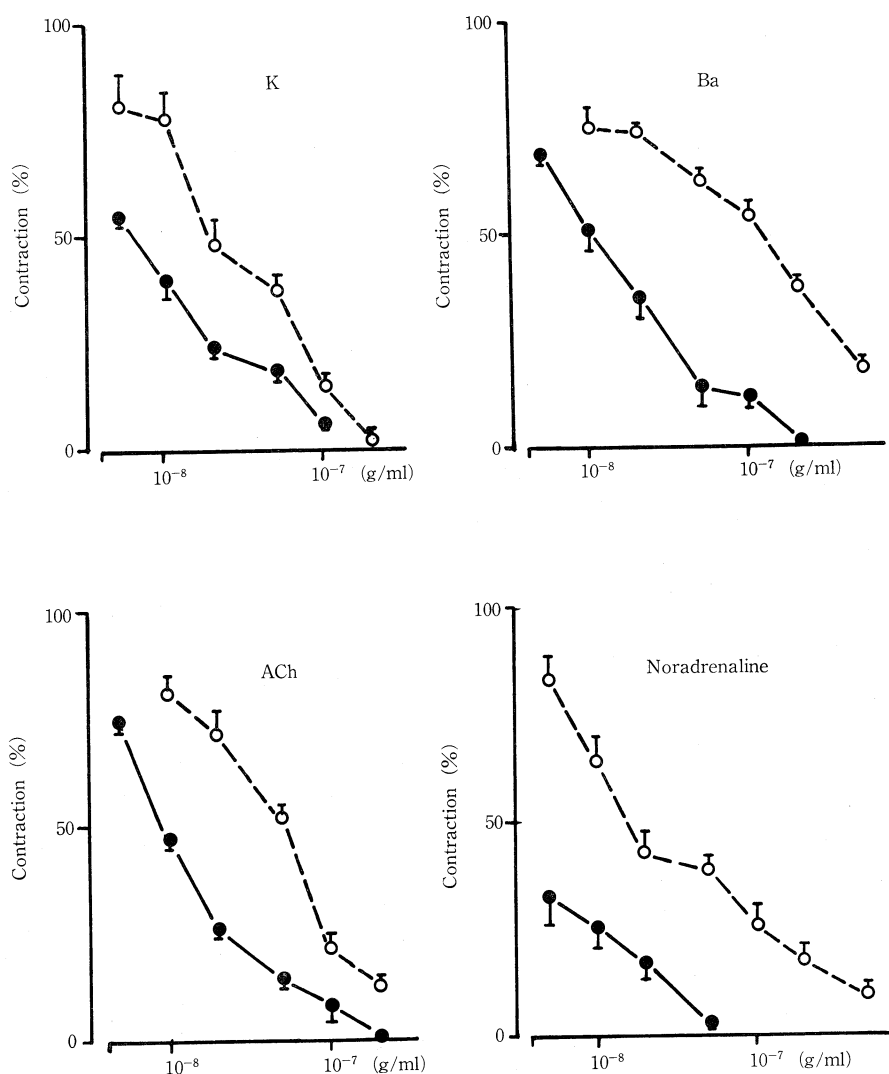 100
K
Contraction (%)
50
0
10⁻⁸
10⁻⁷
(g/ml)
100
Ba
Contraction (%)
50
0
10⁻⁸
10⁻⁷
(g/ml)
100
ACh
Contraction (%)
50
0
10⁻⁸
10⁻⁷
(g/ml)
100
Noradrenaline
Contraction (%)
50
0
10⁻⁸
10⁻⁷
(g/ml)